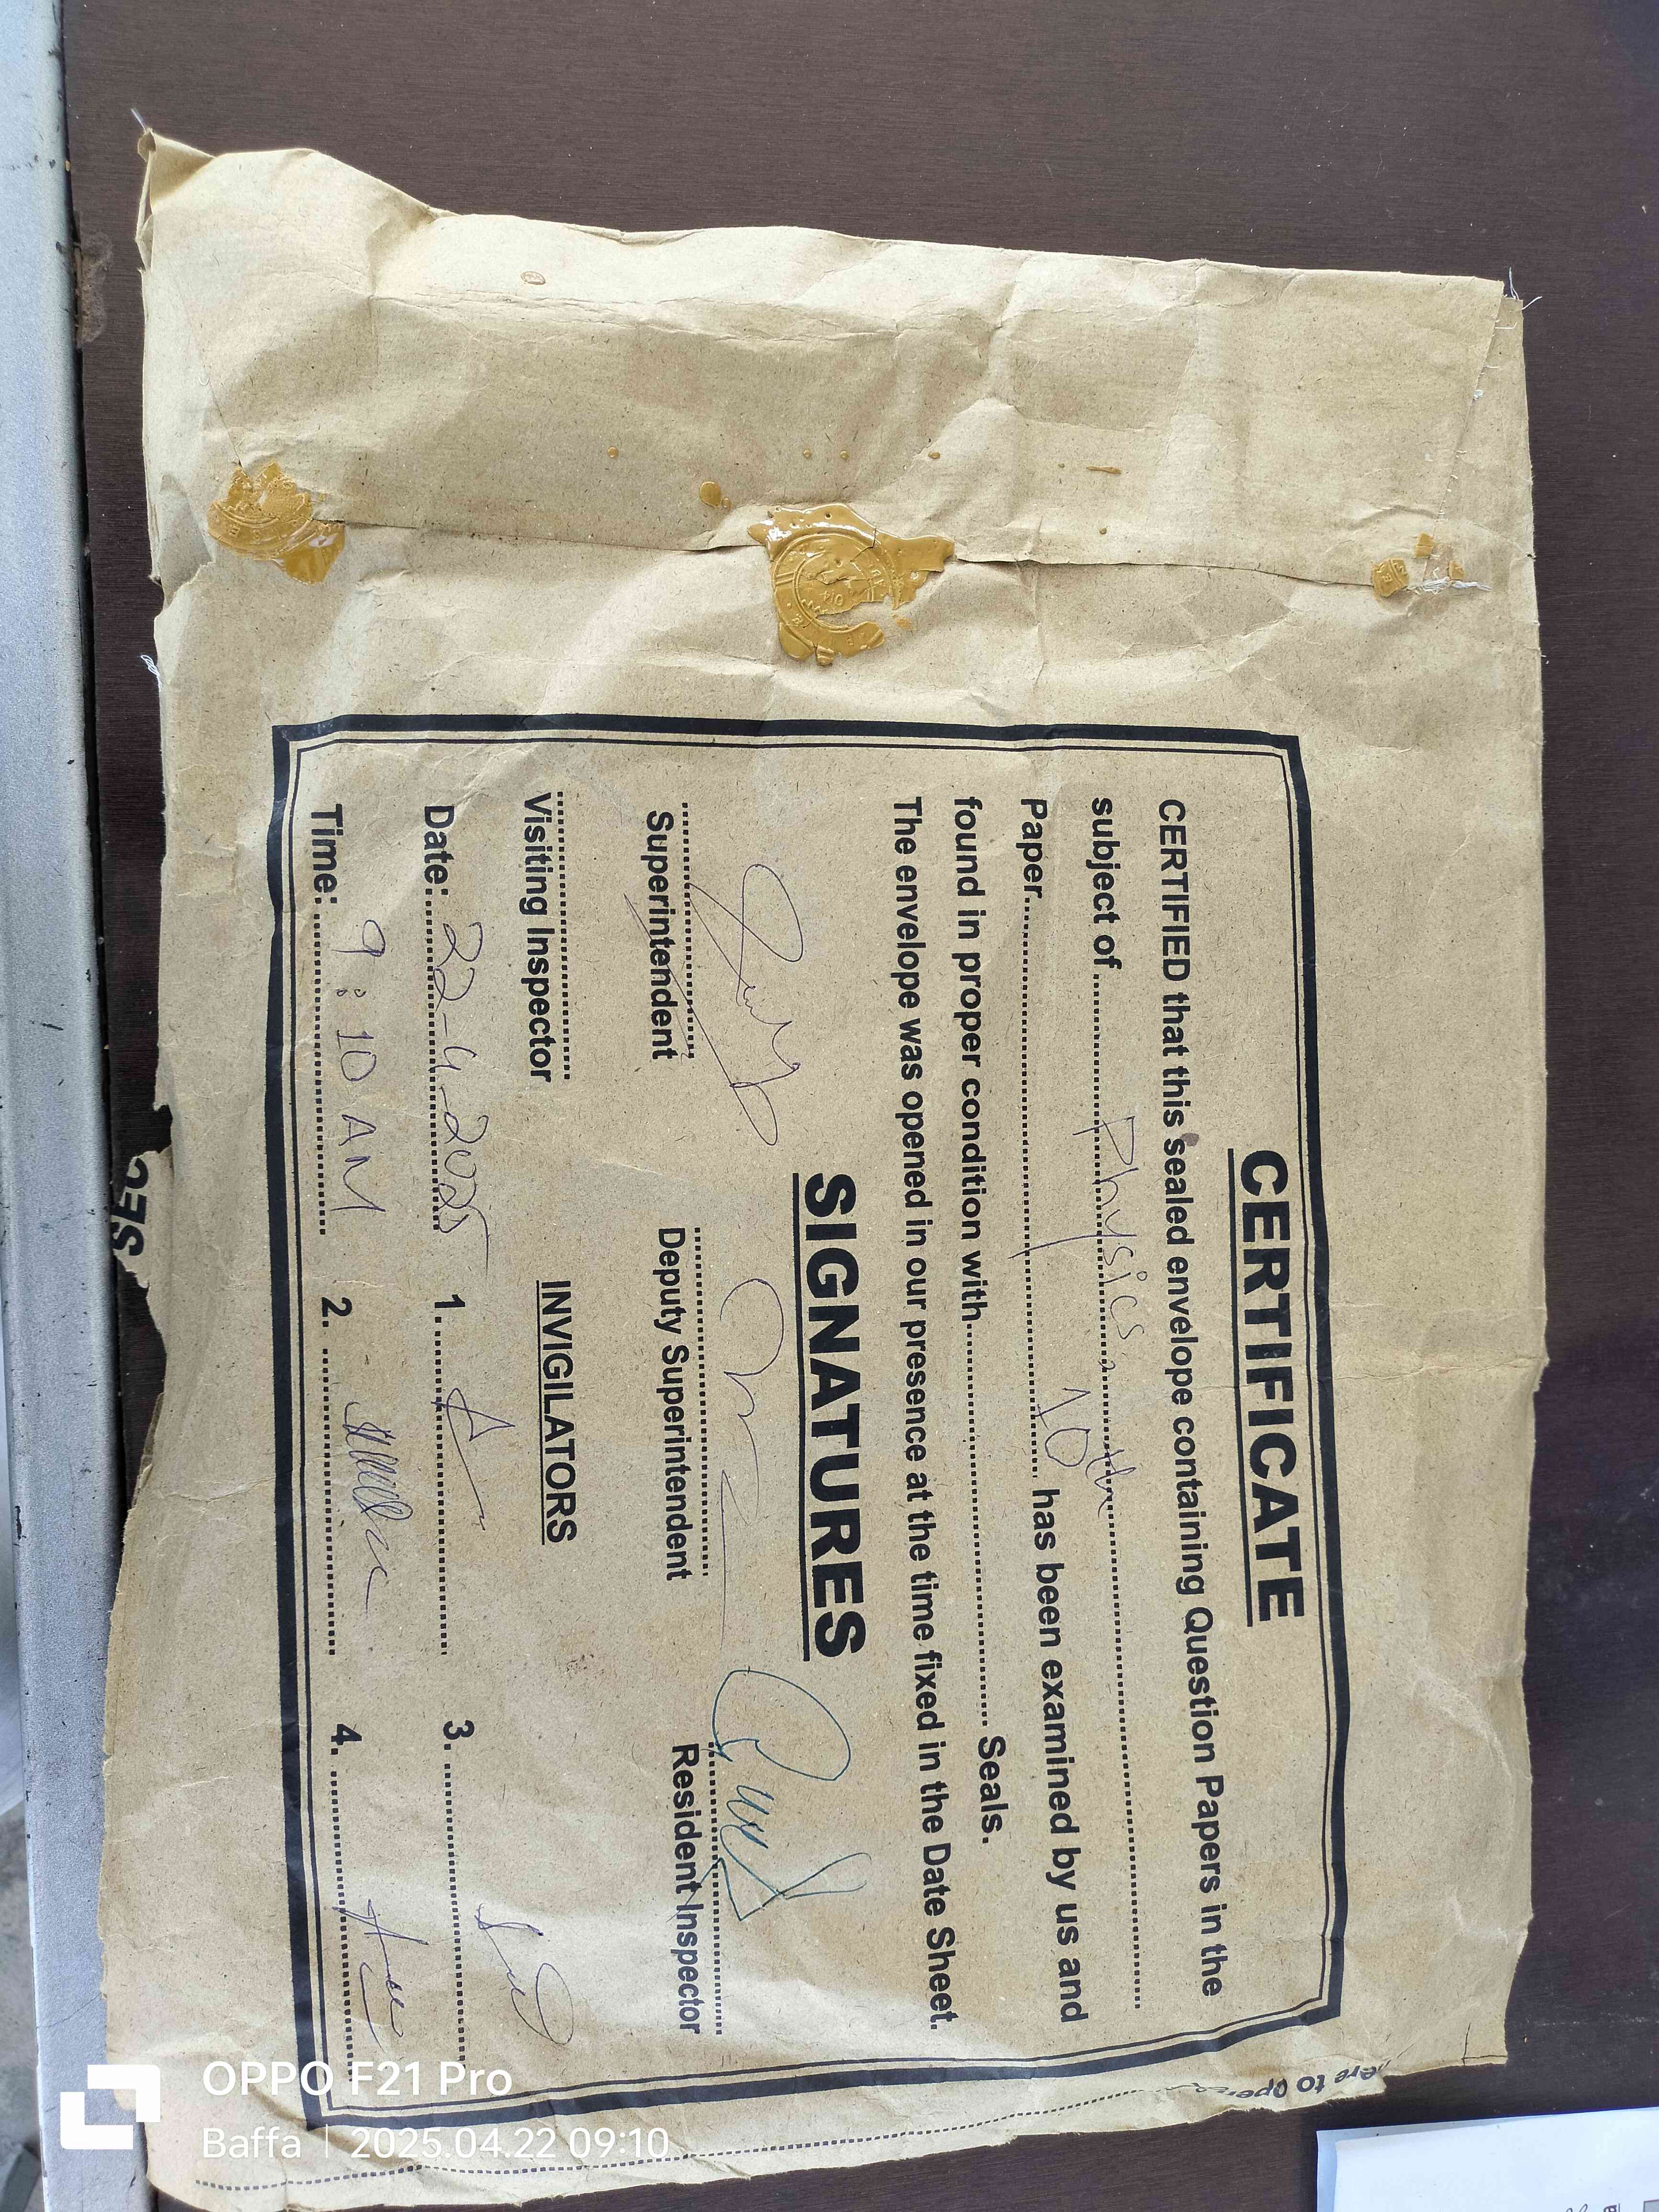 CERTIFICATE
CERTIFIED that this sealed envelope containing Question Papers in the
subject of Physics 10th
Paper has been examined by us and
found in proper condition with Seals.
The envelope was opened in our presence at the time fixed in the Date Sheet.
SIGNATURES
Superintendent
Deputy Superintendent
Resident Inspector
Visiting Inspector
INVIGILATORS
Date: 22-4-2025
1.
3.
Time: 9:10 AM
2.
4.
ere to Open
SEC
OPPO F21 Pro
Baffa | 2025.04.22 09:10